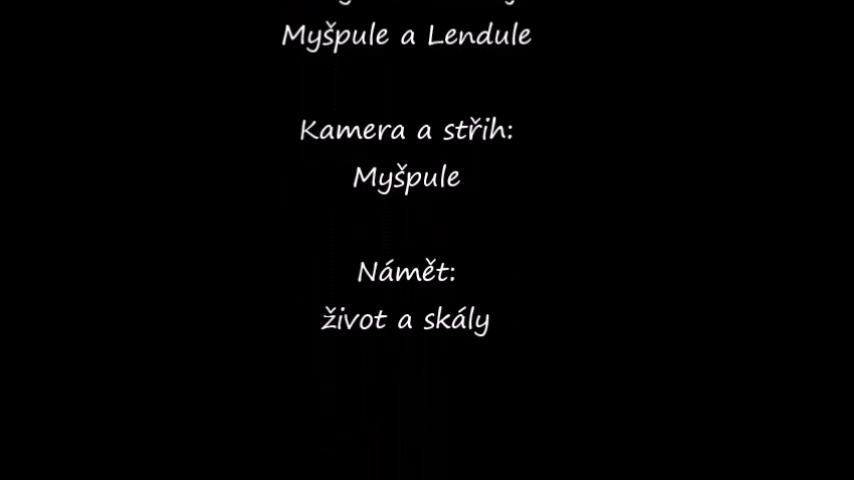 Myšpule a Lendule
Kamera a střih:
Myšpule
Námět:
život a skály